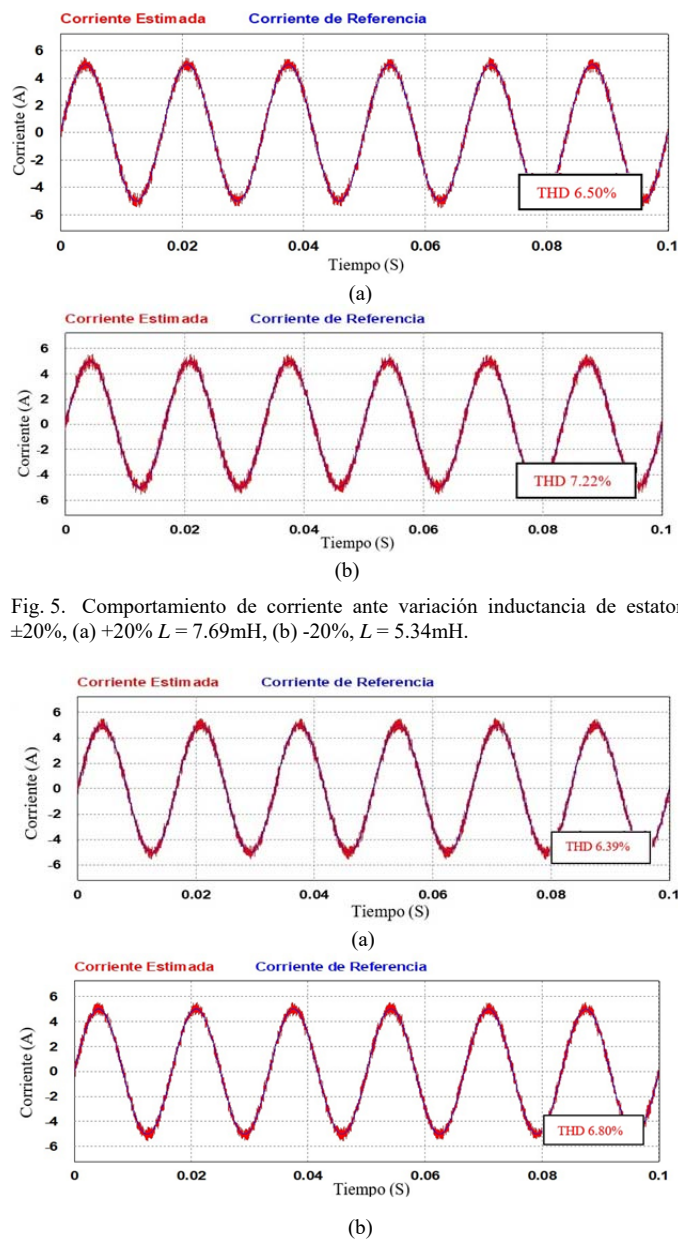 Corriente Estimada Corriente de Referencia
6
4
2
0
-2
-4
-6
Corriente (A)
THD 6.50%
0 0.02 0.04 0.06 0.08 0.1
Tiempo (S)
(a)
Corriente Estimada Corriente de Referencia
6
4
2
0
-2
-4
-6
Corriente (A)
THD 7.22%
0 0.02 0.04 0.06 0.08 0.1
Tiempo (S)
(b)
Fig. 5. Comportamiento de corriente ante variación inductancia de estator
±20%, (a) +20% L = 7.69mH, (b) -20%, L = 5.34mH.
Corriente Estimada Corriente de Referencia
6
4
2
0
-2
-4
-6
Corriente (A)
THD 6.39%
0 0.02 0.04 0.06 0.08 0.1
Tiempo (S)
(a)
Corriente Estimada Corriente de Referencia
6
4
2
0
-2
-4
-6
Corriente (A)
THD 6.80%
0 0.02 0.04 0.06 0.08 0.1
Tiempo (S)
(b)